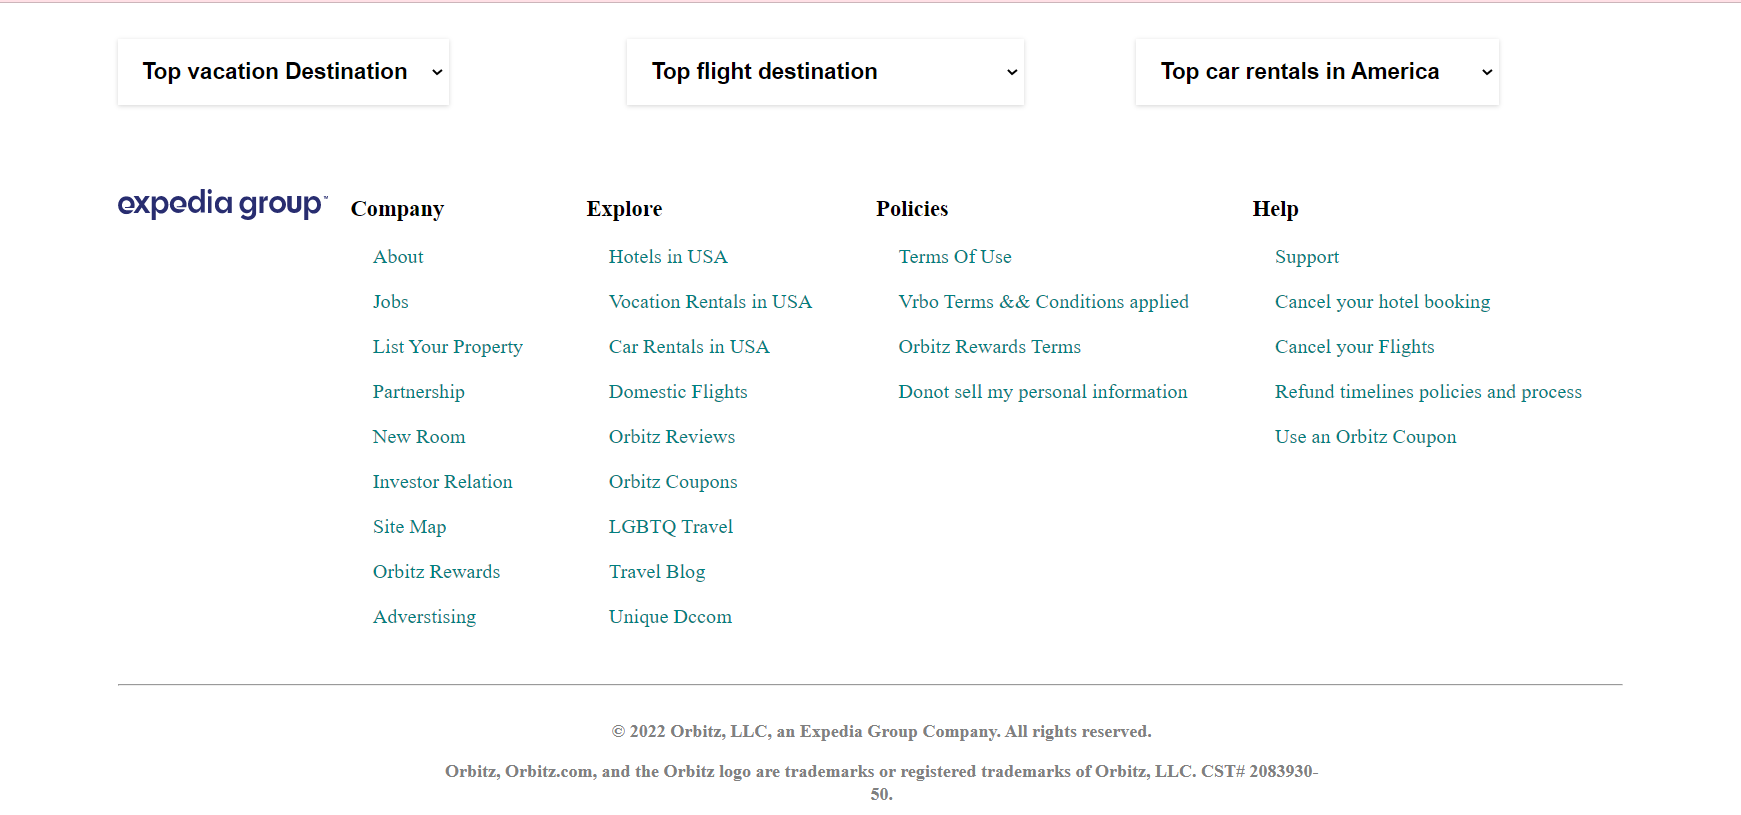 Top vacation Destination
Top flight destination
Top car rentals in America
expedia group™
Company
About
Jobs
List Your Property
Partnership
New Room
Investor Relation
Site Map
Orbitz Rewards
Adverstising
Explore
Hotels in USA
Vocation Rentals in USA
Car Rentals in USA
Domestic Flights
Orbitz Reviews
Orbitz Coupons
LGBTQ Travel
Travel Blog
Unique Dccom
Policies
Terms Of Use
Vrbo Terms && Conditions applied
Orbitz Rewards Terms
Donot sell my personal information
Help
Support
Cancel your hotel booking
Cancel your Flights
Refund timelines policies and process
Use an Orbitz Coupon
© 2022 Orbitz, LLC, an Expedia Group Company. All rights reserved.
Orbitz, Orbitz.com, and the Orbitz logo are trademarks or registered trademarks of Orbitz, LLC. CST# 2083930-
50.